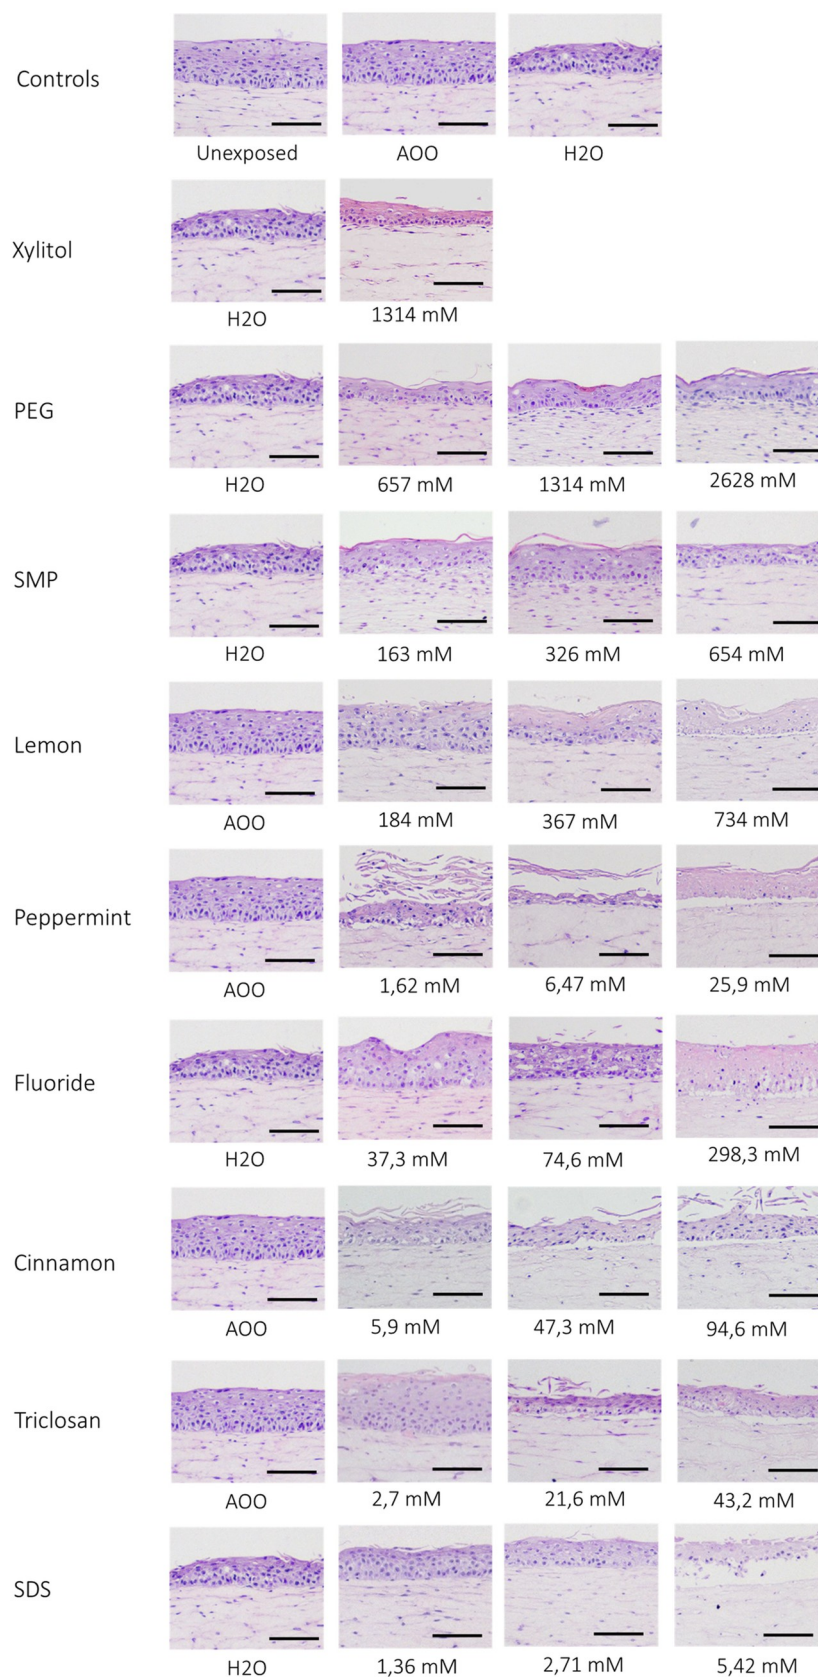 Controls
Unexposed AOO H2O
Xylitol
H2O 1314 mM
PEG
H2O 657 mM 1314 mM 2628 mM
SMP
H2O 163 mM 326 mM 654 mM
Lemon
AOO 184 mM 367 mM 734 mM
Peppermint
AOO 1,62 mM 6,47 mM 25,9 mM
Fluoride
H2O 37,3 mM 74,6 mM 298,3 mM
Cinnamon
AOO 5,9 mM 47,3 mM 94,6 mM
Triclosan
AOO 2,7 mM 21,6 mM 43,2 mM
SDS
H2O 1,36 mM 2,71 mM 5,42 mM